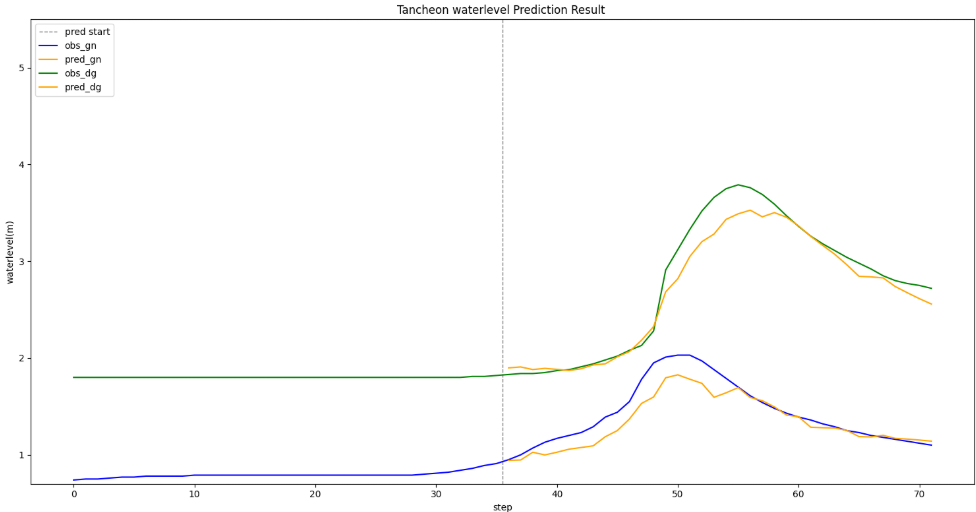 Tancheon waterlevel Prediction Result
pred start
obs_gn
pred_gn
obs_dg
pred_dg
5
4
3
2
1
waterlevel(m)
0
10
20
30
40
50
60
70
step